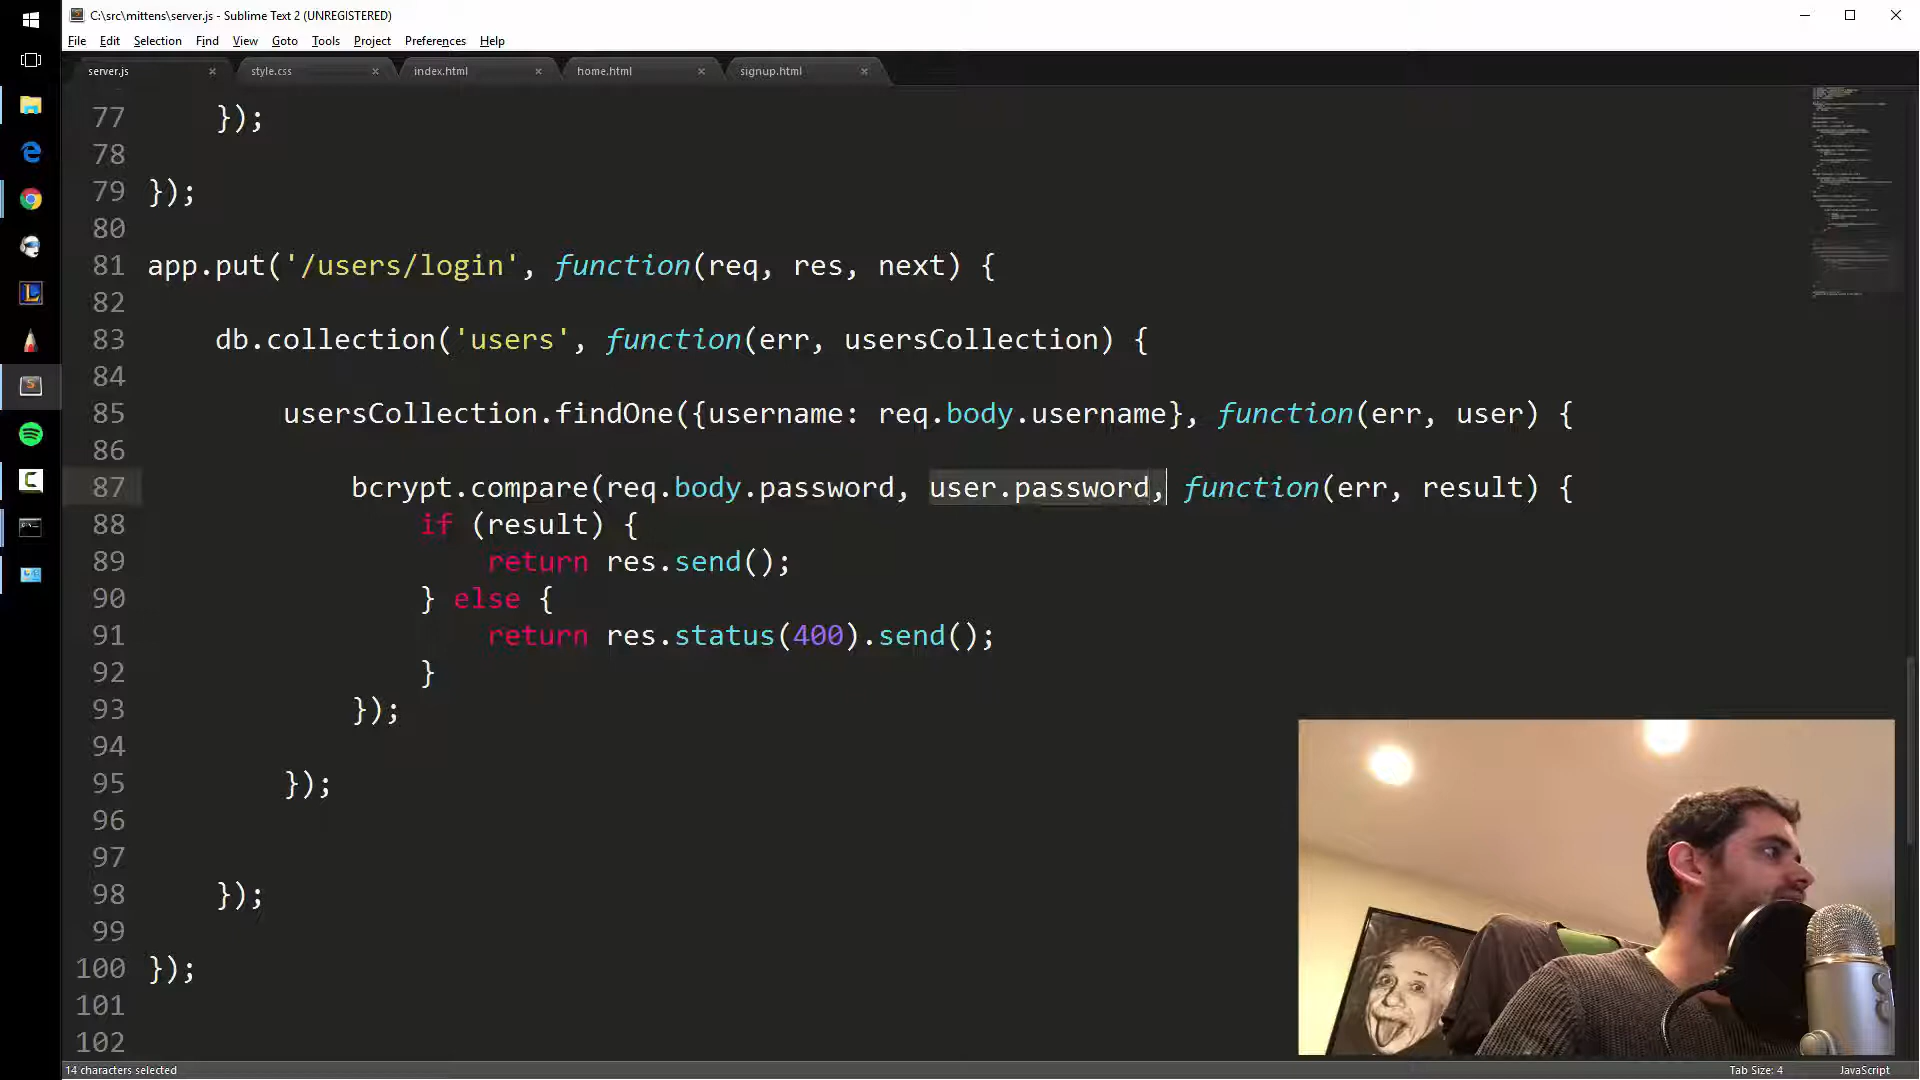 C:\src\mittens\server.js - Sublime Text 2 (UNREGISTERED)
File Edit Selection Find View Goto Tools Project Preferences Help
server.js style.css index.html home.html signup.html
77 });
78
79 });
80
81 app.put('/users/login', function(req, res, next) {
82
83 db.collection('users', function(err, usersCollection) {
84
85 usersCollection.findOne({username: req.body.username}, function(err, user) {
86
87 bcrypt.compare(req.body.password, user.password, function(err, result) {
88 if (result) {
89 return res.send();
90 } else {
91 return res.status(400).send();
92 }
93 });
94
95 });
96
97
98 });
99
100 });
101
102
14 characters selected
Tab Size: 4 JavaScript